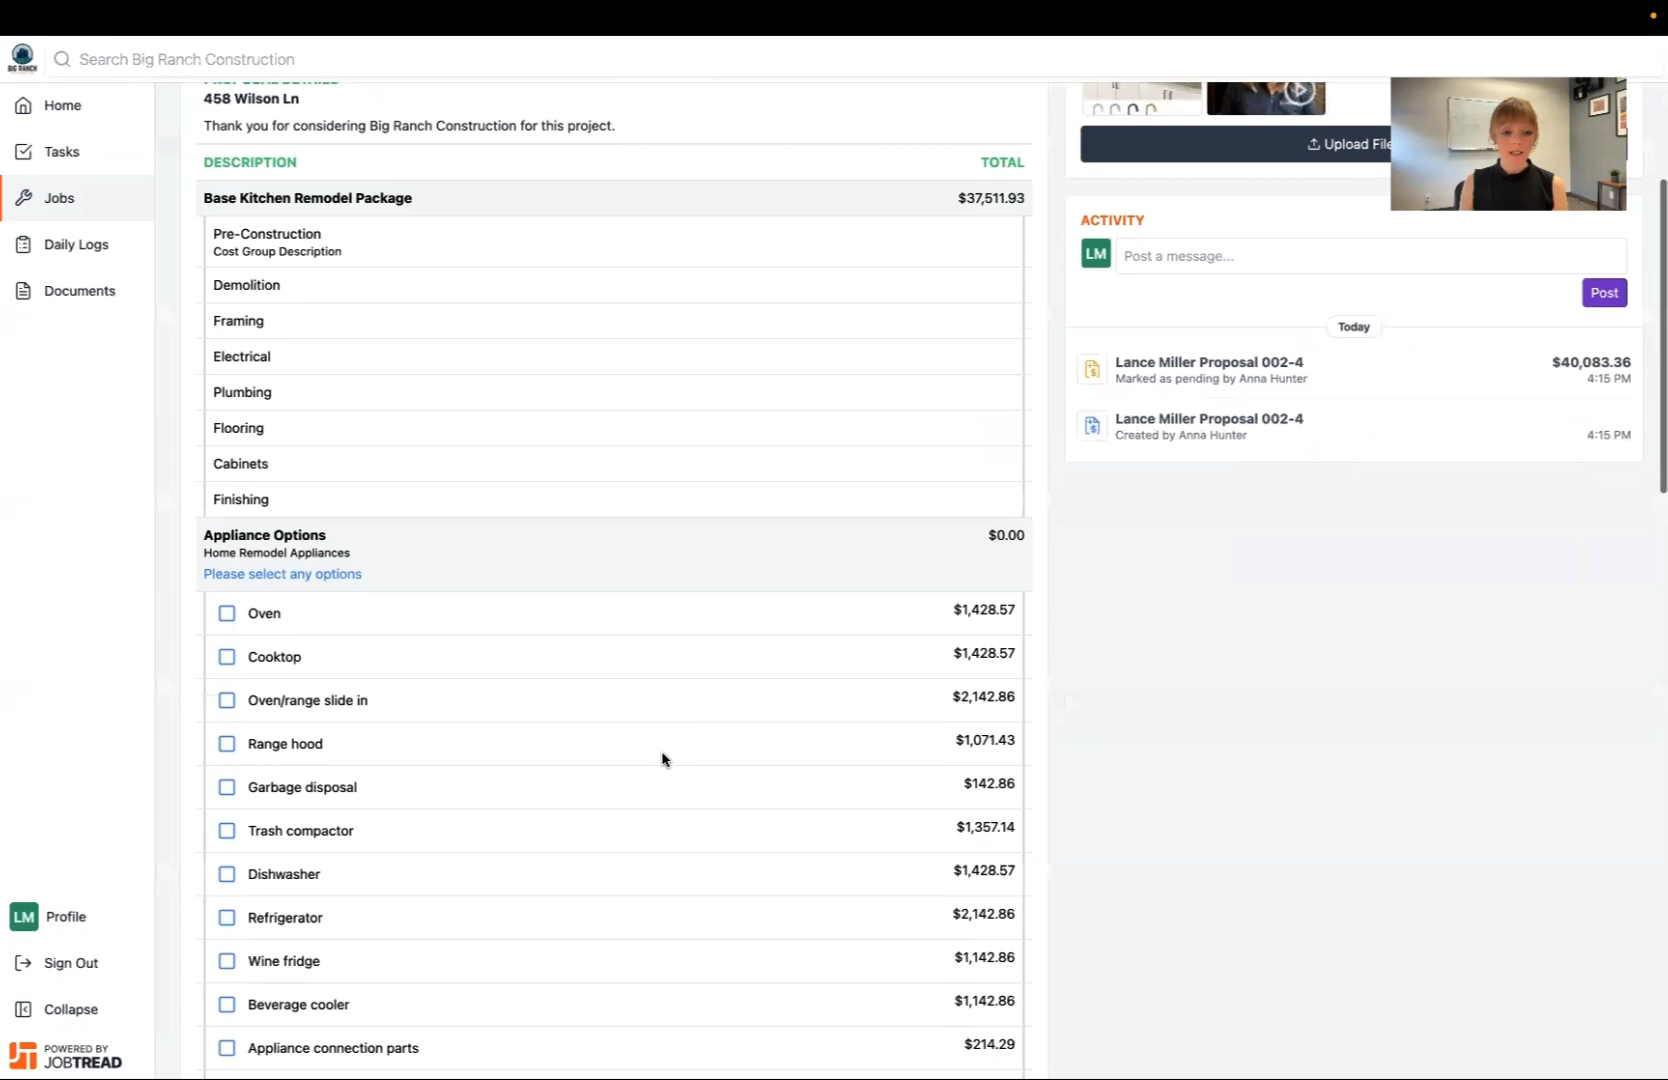 Search Big Ranch Construction
BIG RANCH
Home
Tasks
Jobs
Daily Logs
Documents
LM Profile
Sign Out
Collapse
POWERED BY
JOBTREAD
PROPOSAL DETAILS
458 Wilson Ln
Thank you for considering Big Ranch Construction for this project.
DESCRIPTION TOTAL
Base Kitchen Remodel Package $37,511.93
Pre-Construction
Cost Group Description
Demolition
Framing
Electrical
Plumbing
Flooring
Cabinets
Finishing
Appliance Options $0.00
Home Remodel Appliances
Please select any options
Oven $1,428.57
Cooktop $1,428.57
Oven/range slide in $2,142.86
Range hood $1,071.43
Garbage disposal $142.86
Trash compactor $1,357.14
Dishwasher $1,428.57
Refrigerator $2,142.86
Wine fridge $1,142.86
Beverage cooler $1,142.86
Appliance connection parts $214.29
Upload File
ACTIVITY
LM Post a message...
Post
Today
Lance Miller Proposal 002-4 $40,083.36
Marked as pending by Anna Hunter 4:15 PM
Lance Miller Proposal 002-4
Created by Anna Hunter 4:15 PM